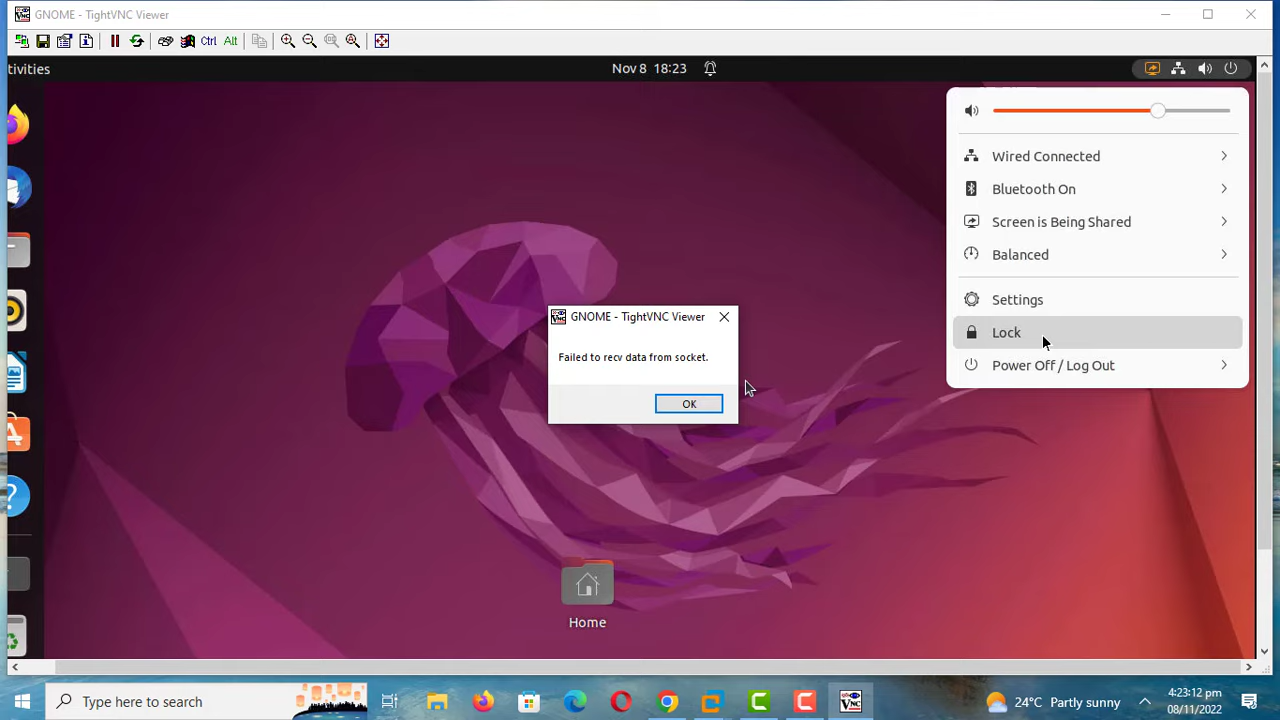 GNOME - TightVNC Viewer
Ctrl Alt
tivities
Nov 8 18:23
Wired Connected
Bluetooth On
Screen is Being Shared
Balanced
Settings
Lock
Power Off / Log Out
GNOME - TightVNC Viewer
Failed to recv data from socket.
OK
Home
Type here to search
24°C Partly sunny
4:23:12 pm
08/11/2022